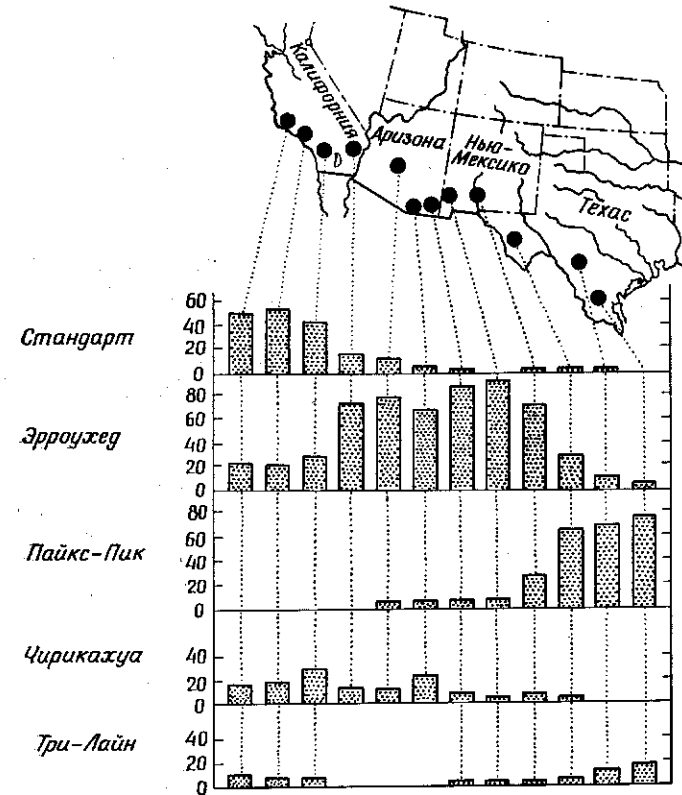 Калифорния
Аризона
Нью-
Мексико
Техас
D
Стандарт
60
40
20
0
Эрроухед
80
60
40
20
0
Пайкс-Пик
80
60
40
20
0
Чирикахуа
40
20
0
Три-Лайн
40
20
0